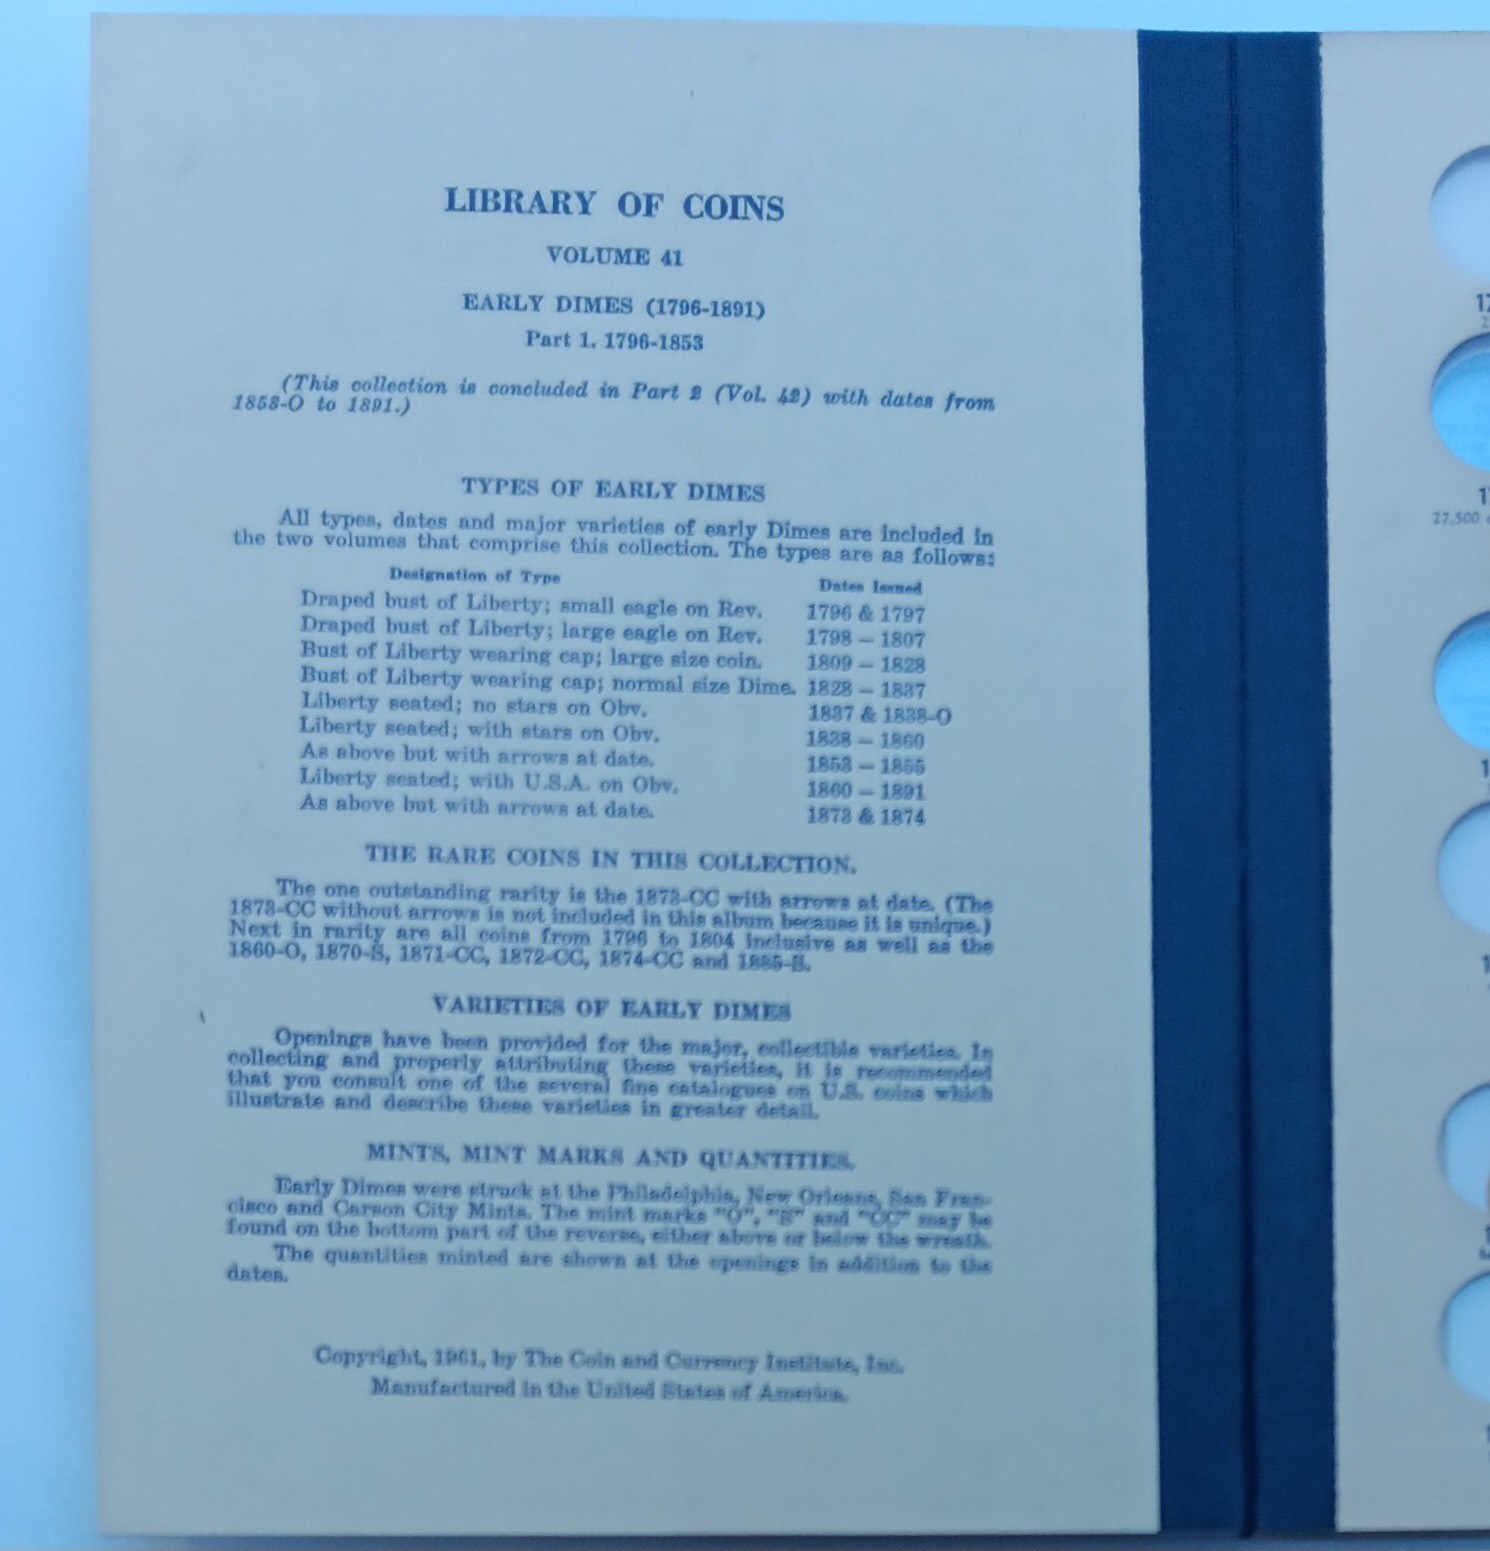 LIBRARY OF COINS
VOLUME 41
EARLY DIMES (1796-1891)
Part 1. 1796-1853
(This collection is concluded in Part 2 (Vol. 42) with dates from
1853-O to 1891.)
TYPES OF EARLY DIMES
All types, dates and major varieties of early Dimes are included in
the two volumes that comprise this collection. The types are as follows:
Designation of Type Dates Issued
Draped bust of Liberty; small eagle on Rev. 1796 & 1797
Draped bust of Liberty; large eagle on Rev. 1798 – 1807
Bust of Liberty wearing cap; large size coin. 1809 – 1828
Bust of Liberty wearing cap; normal size Dime. 1828 – 1837
Liberty seated; no stars on Obv. 1837 & 1838-O
Liberty seated; with stars on Obv. 1838 – 1860
As above but with arrows at date. 1853 – 1855
Liberty seated; with U.S.A. on Obv. 1860 – 1891
As above but with arrows at date. 1873 & 1874
THE RARE COINS IN THIS COLLECTION.
The one outstanding rarity is the 1873-CC with arrows at date. (The
1873-CC without arrows is not included in this album because it is unique.)
Next in rarity are all coins from 1796 to 1804 inclusive as well as the
1860-O, 1870-S, 1871-CC, 1872-CC, 1874-CC and 1885-S.
VARIETIES OF EARLY DIMES
Openings have been provided for the major, collectible varieties. In
collecting and properly attributing these varieties, it is recommended
that you consult one of the several fine catalogues on U.S. coins which
illustrate and describe these varieties in greater detail.
MINTS, MINT MARKS AND QUANTITIES.
Early Dimes were struck at the Philadelphia, New Orleans, San Fran-
cisco and Carson City Mints. The mint marks "O", "S" and "CC" may be
found on the bottom part of the reverse, either above or below the wreath.
The quantities minted are shown at the openings in addition to the
dates.
Copyright, 1961, by The Coin and Currency Institute, Inc.
Manufactured in the United States of America.
27,500